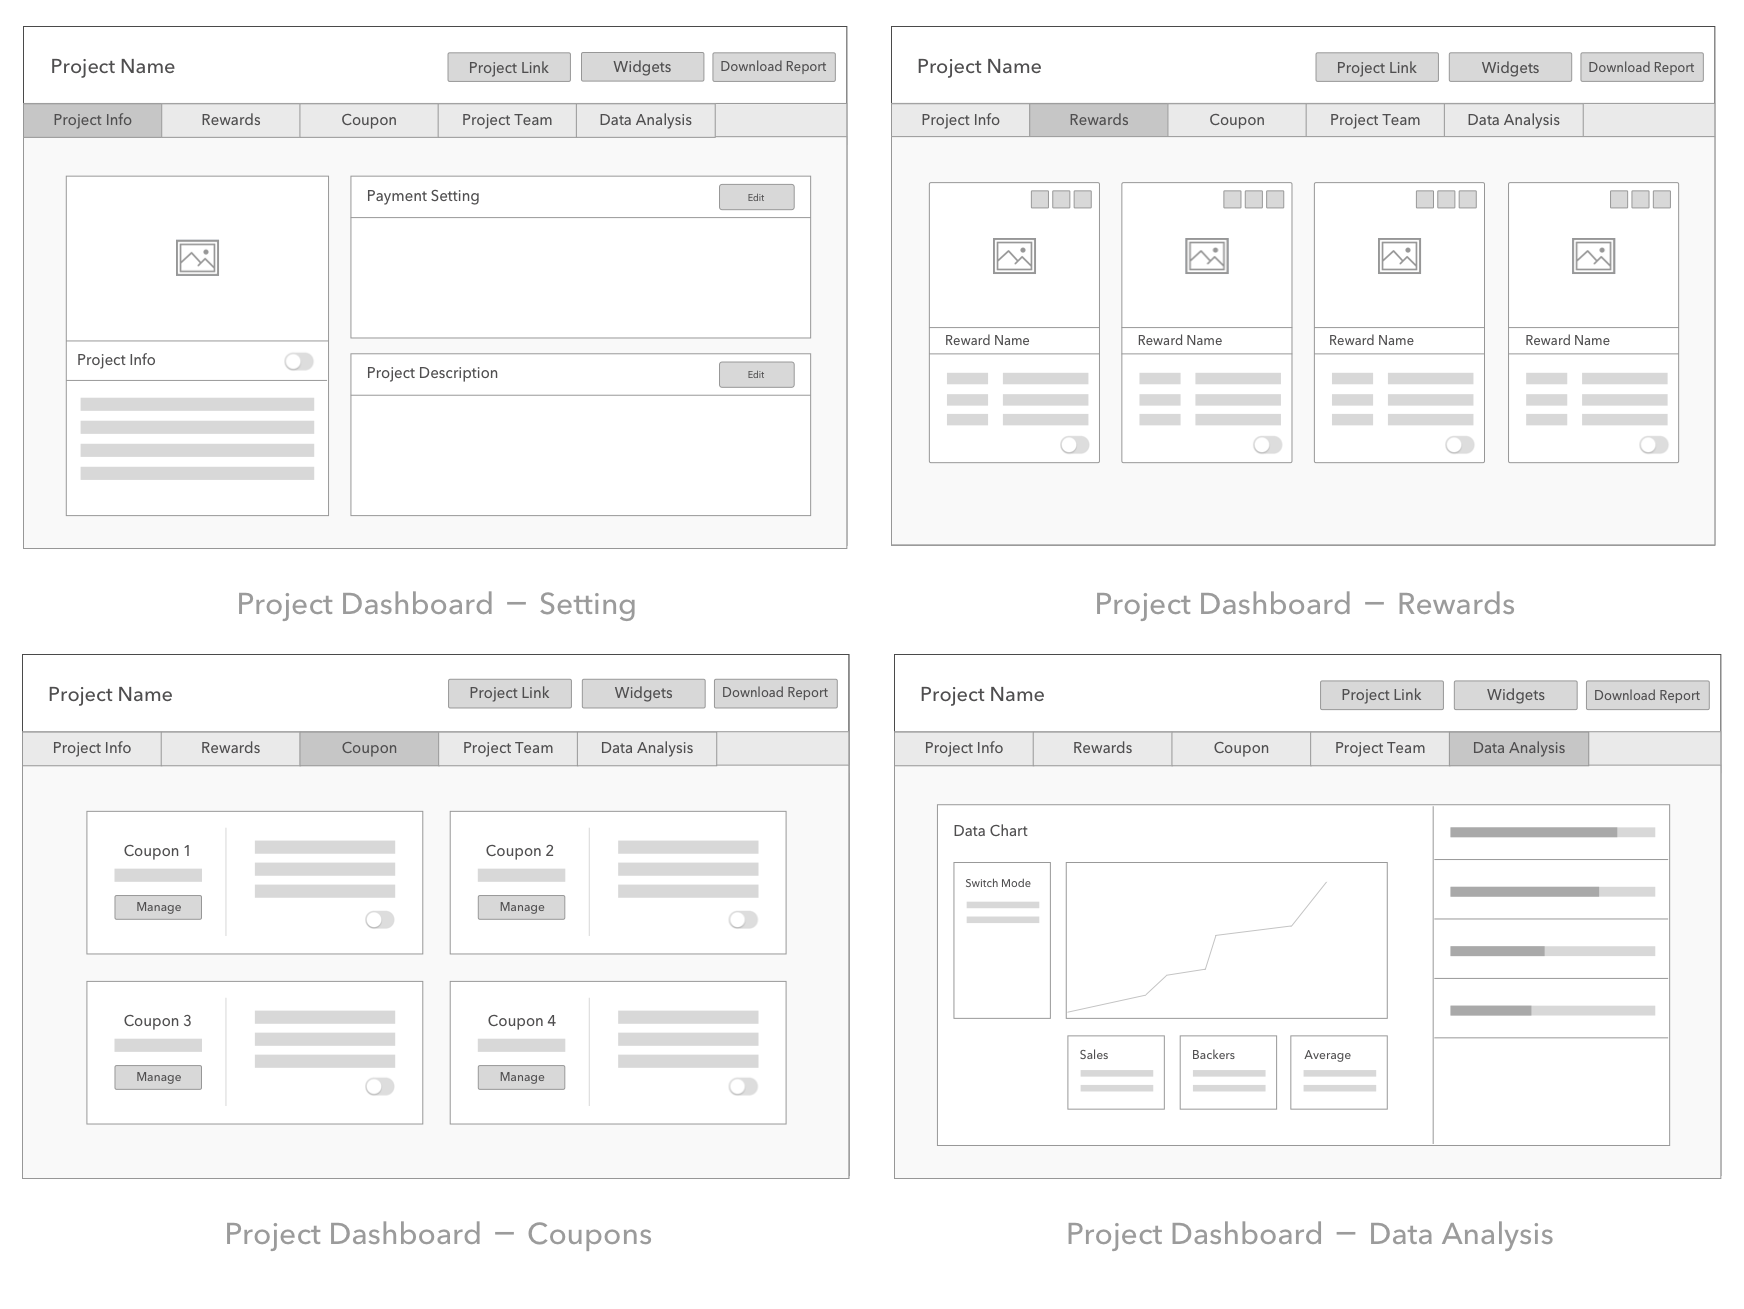 Project Name
Project Link
Widgets
Download Report
Project Info
Rewards
Coupon
Project Team
Data Analysis
Payment Setting
Edit
Project Info
Project Description
Edit
Project Dashboard – Setting
Project Name
Project Link
Widgets
Download Report
Project Info
Rewards
Coupon
Project Team
Data Analysis
Reward Name
Reward Name
Reward Name
Reward Name
Project Dashboard – Rewards
Project Name
Project Link
Widgets
Download Report
Project Info
Rewards
Coupon
Project Team
Data Analysis
Coupon 1
Manage
Coupon 2
Manage
Coupon 3
Manage
Coupon 4
Manage
Project Dashboard – Coupons
Project Name
Project Link
Widgets
Download Report
Project Info
Rewards
Coupon
Project Team
Data Analysis
Data Chart
Switch Mode
Sales
Backers
Average
Project Dashboard – Data Analysis